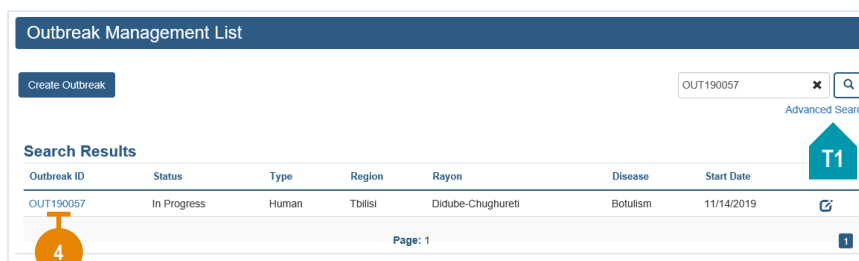 Outbreak Management List
Create Outbreak
OUT190057
Advanced Sear
T1
Search Results
Outbreak ID Status Type Region Rayon Disease Start Date
OUT190057 In Progress Human Tbilisi Didube-Chughureti Botulism 11/14/2019
Page: 1 1
4